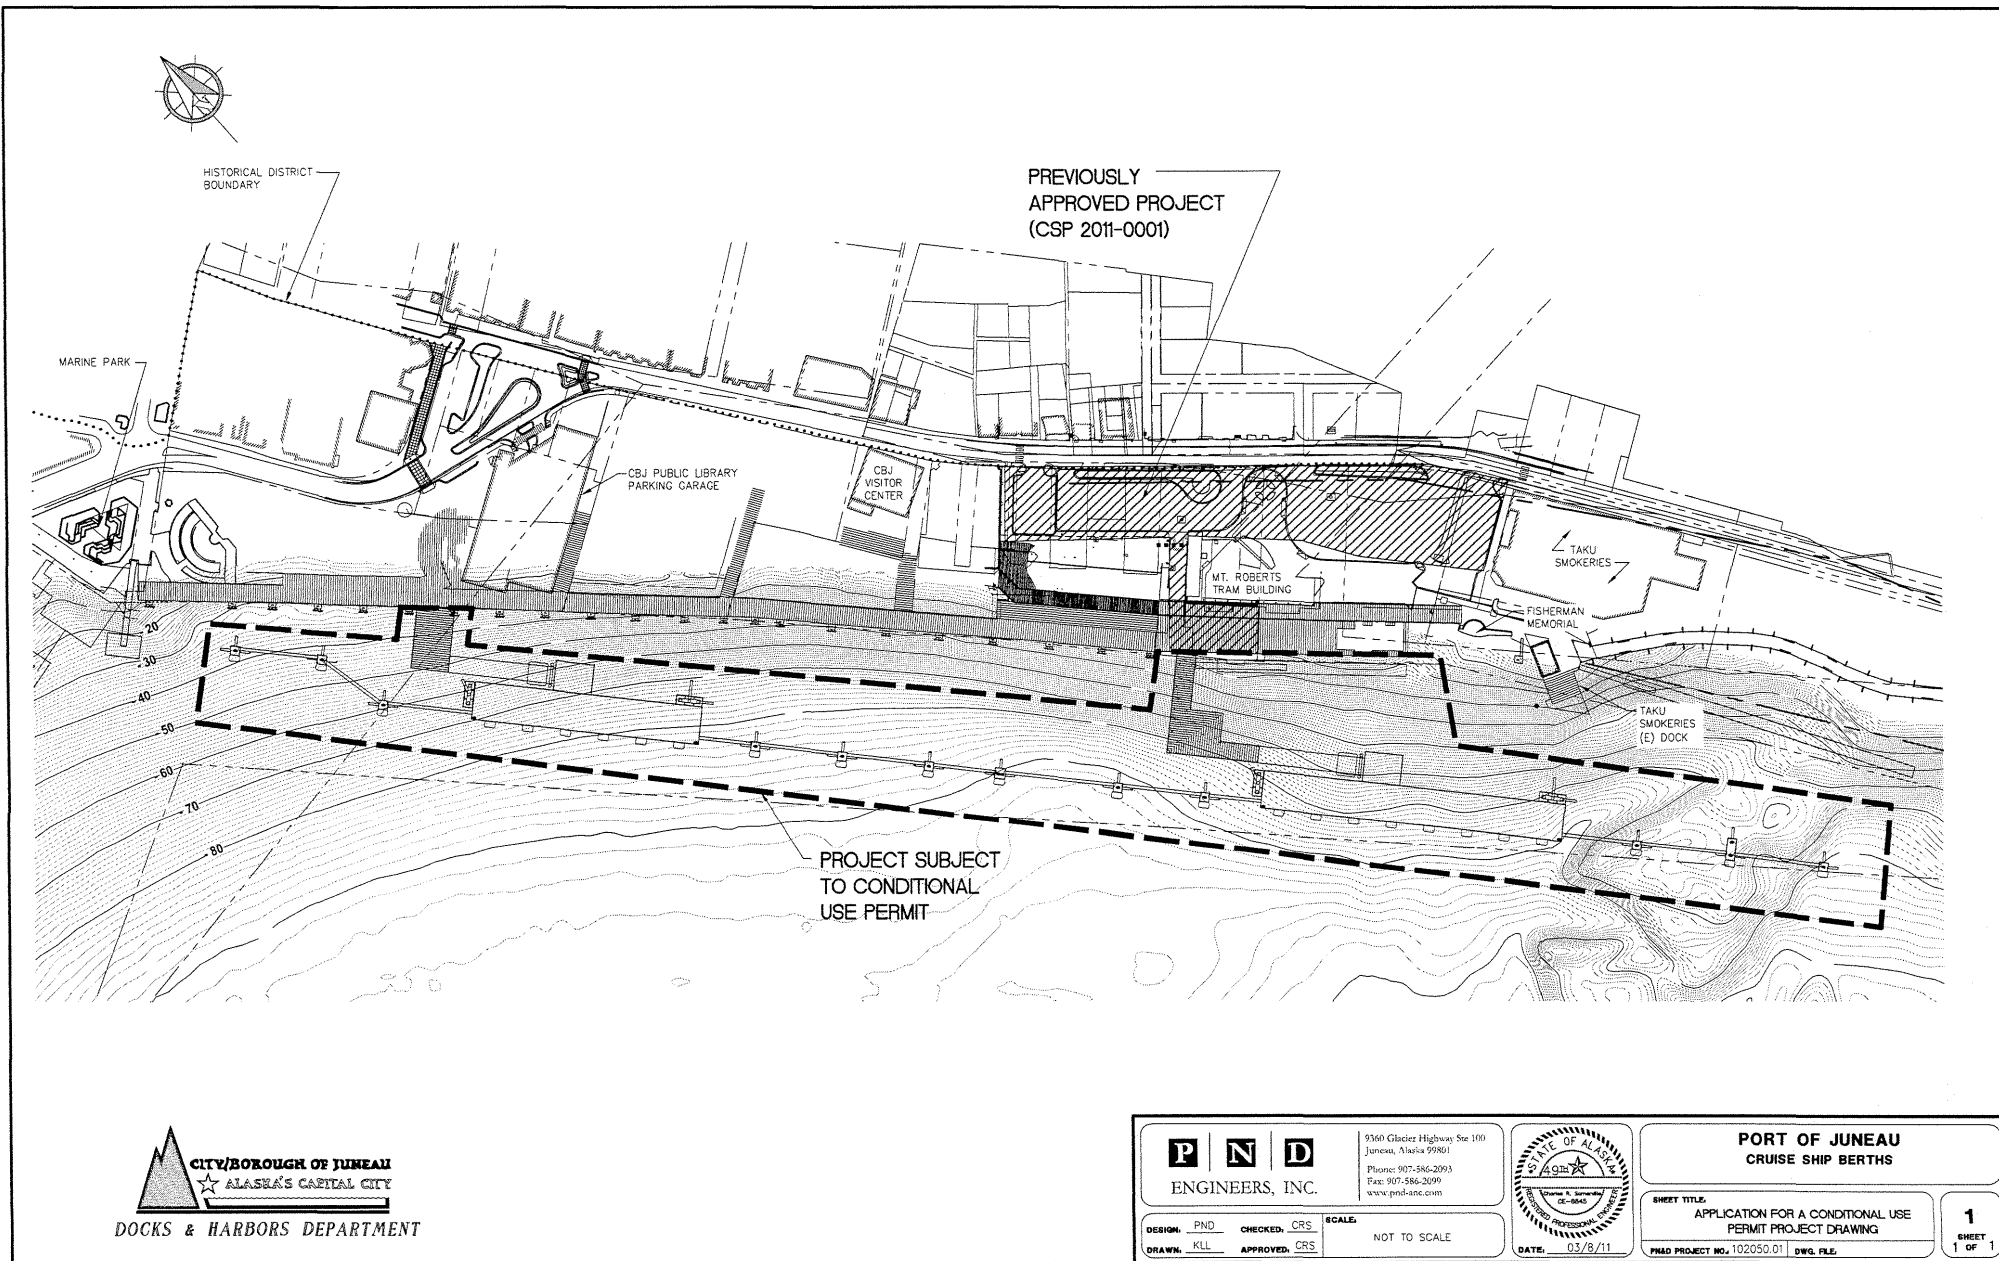 HISTORICAL DISTRICT
BOUNDARY
PREVIOUSLY
APPROVED PROJECT
(CSP 2011-0001)
MARINE PARK
CBJ PUBLIC LIBRARY
PARKING GARAGE
CBJ
VISITOR
CENTER
MT. ROBERTS
TRAM BUILDING
TAKU
SMOKERIES
FISHERMAN
MEMORIAL
TAKU
SMOKERIES
(E) DOCK
20
30
40
50
60
70
80
PROJECT SUBJECT
TO CONDITIONAL
USE PERMIT
CITY/BOROUGH OF JUNEAU
ALASKA'S CAPITAL CITY
DOCKS & HARBORS DEPARTMENT
P N D
ENGINEERS, INC.
9360 Glacier Highway Ste 100
Juneau, Alaska 99801
Phone: 907-586-2093
Fax: 907-586-2099
www.pnd-anc.com
DESIGN: PND
CHECKED: CRS
DRAWN: KLL
APPROVED: CRS
SCALE:
NOT TO SCALE
STATE OF ALASKA
49TH
Charles R. Somerville
CE-8845
REGISTERED PROFESSIONAL ENGINEER
DATE: 03/8/11
PORT OF JUNEAU
CRUISE SHIP BERTHS
SHEET TITLE:
APPLICATION FOR A CONDITIONAL USE
PERMIT PROJECT DRAWING
PN&D PROJECT NO.: 102050.01
DWG. FILE:
1
SHEET
1 OF 1